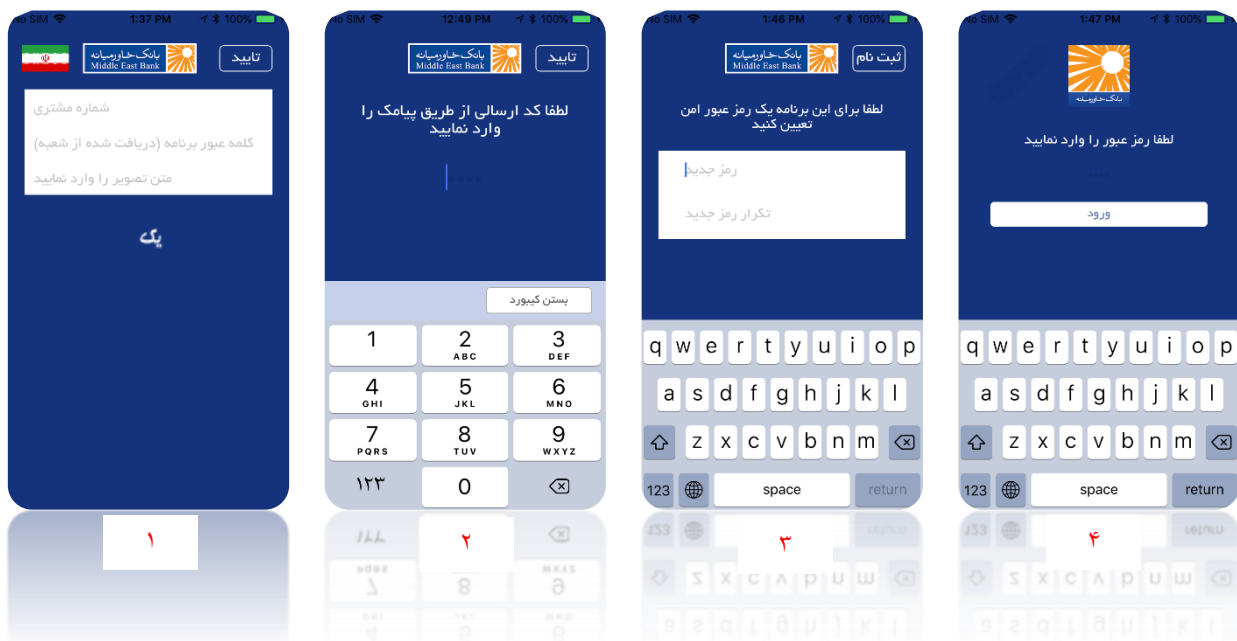 No SIM 1:37 PM 100%
بانک خاورمیانه
Middle East Bank
تایید
شماره مشتری
کلمه عبور برنامه (دریافت شده از شعبه)
متن تصویر را وارد نمایید
یک
۱
No SIM 12:49 PM 100%
بانک خاورمیانه
Middle East Bank
تایید
لطفا کد ارسالی از طریق پیامک را
وارد نمایید
بستن کیبورد
1 2 3
ABC DEF
4 5 6
GHI JKL MNO
7 8 9
PQRS TUV WXYZ
۱۲۳ 0
۲
No SIM 1:46 PM 100%
بانک خاورمیانه
Middle East Bank
ثبت نام
لطفا برای این برنامه یک رمز عبور امن
تعیین کنید
رمز جدید
تکرار رمز جدید
q w e r t y u i o p
a s d f g h j k l
z x c v b n m
123 space return
۳
No SIM 1:47 PM 100%
بانک خاورمیانه
لطفا رمز عبور را وارد نمایید
ورود
q w e r t y u i o p
a s d f g h j k l
z x c v b n m
123 space return
۴